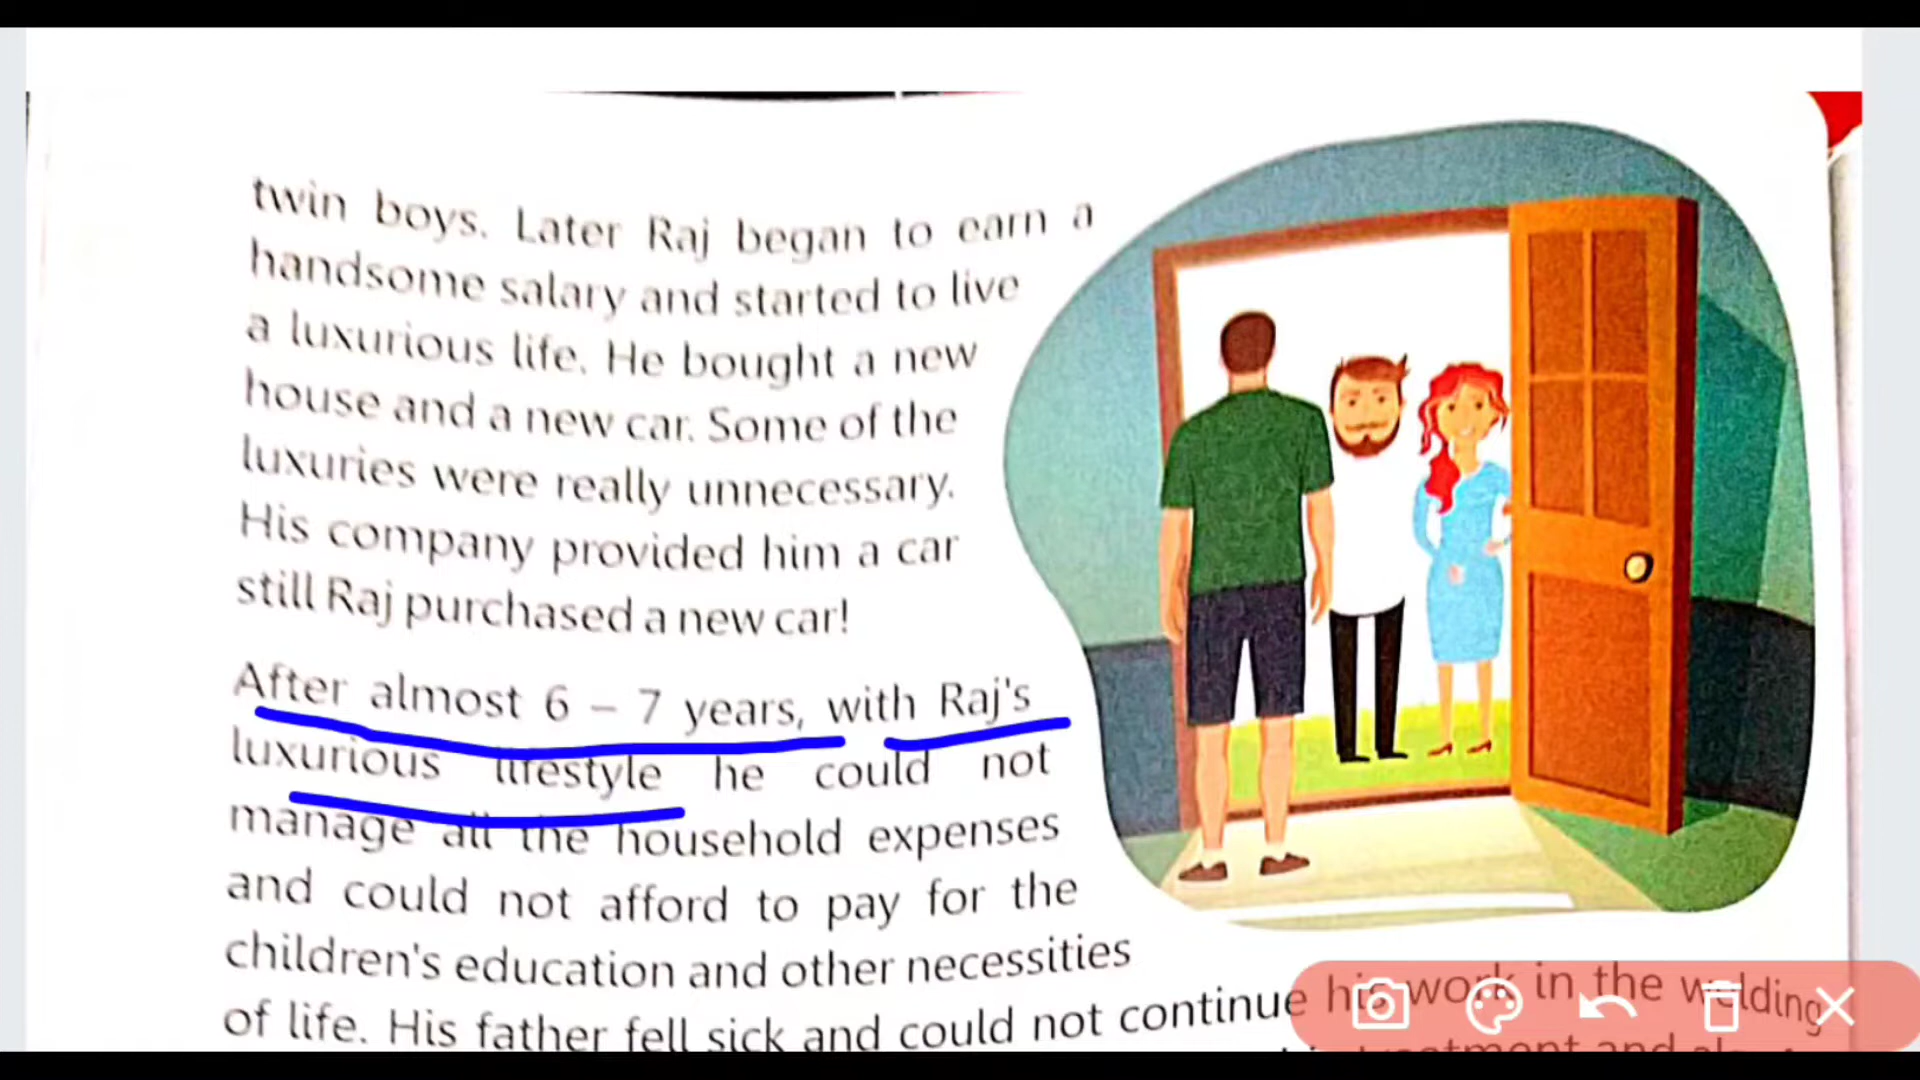 twin boys. Later Raj began to earn a
handsome salary and started to live
a luxurious life. He bought a new
house and a new car. Some of the
luxuries were really unnecessary.
His company provided him a car
still Raj purchased a new car!
After almost 6 – 7 years, with Raj's
luxurious lifestyle he could not
manage all the household expenses
and could not afford to pay for the
children's education and other necessities
of life. His father fell sick and could not continue his work in the welding
treatment and